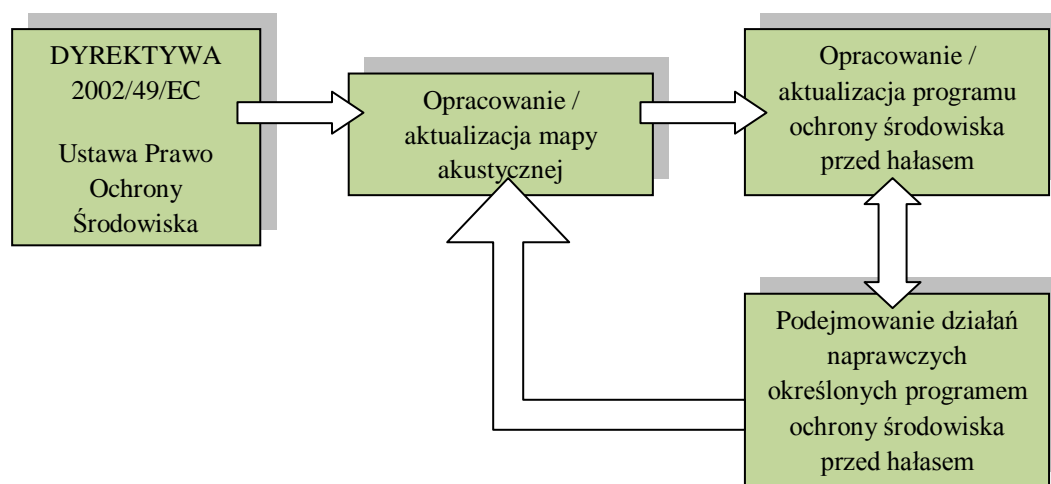 DYREKTYWA
2002/49/EC
Ustawa Prawo
Ochrony
Środowiska
Opracowanie /
aktualizacja mapy
akustycznej
Opracowanie /
aktualizacja programu
ochrony środowiska
przed hałasem
Podejmowanie działań
naprawczych
określonych programem
ochrony środowiska
przed hałasem